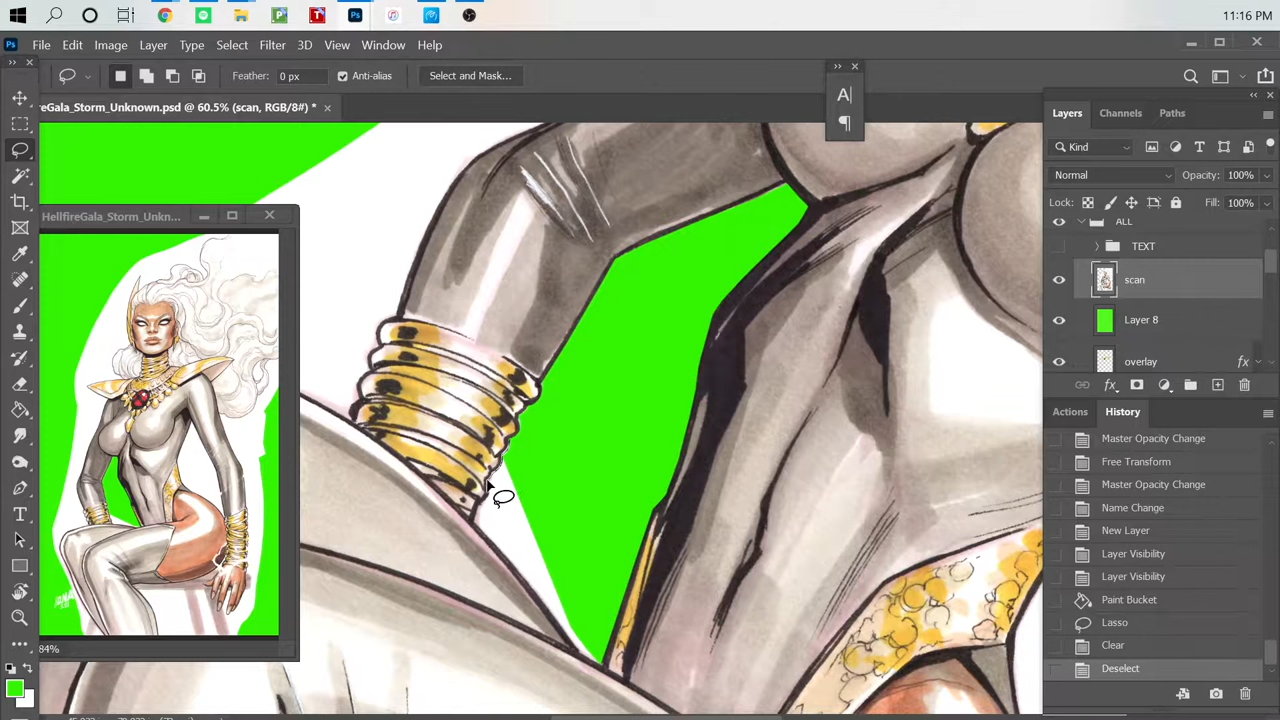 11:16 PM
Ps File Edit Image Layer Type Select Filter 3D View Window Help
Feather: 0 px Anti-alias Select and Mask...
reGala_Storm_Unknown.psd @ 60.5% (scan, RGB/8#) *
HellfireGala_Storm_Unkn...
84%
Layers Channels Paths
Kind
Normal Opacity: 100%
Lock: Fill: 100%
ALL
TEXT
scan
Layer 8
overlay fx
Actions History
Master Opacity Change
Free Transform
Master Opacity Change
Name Change
New Layer
Layer Visibility
Layer Visibility
Paint Bucket
Lasso
Clear
Deselect